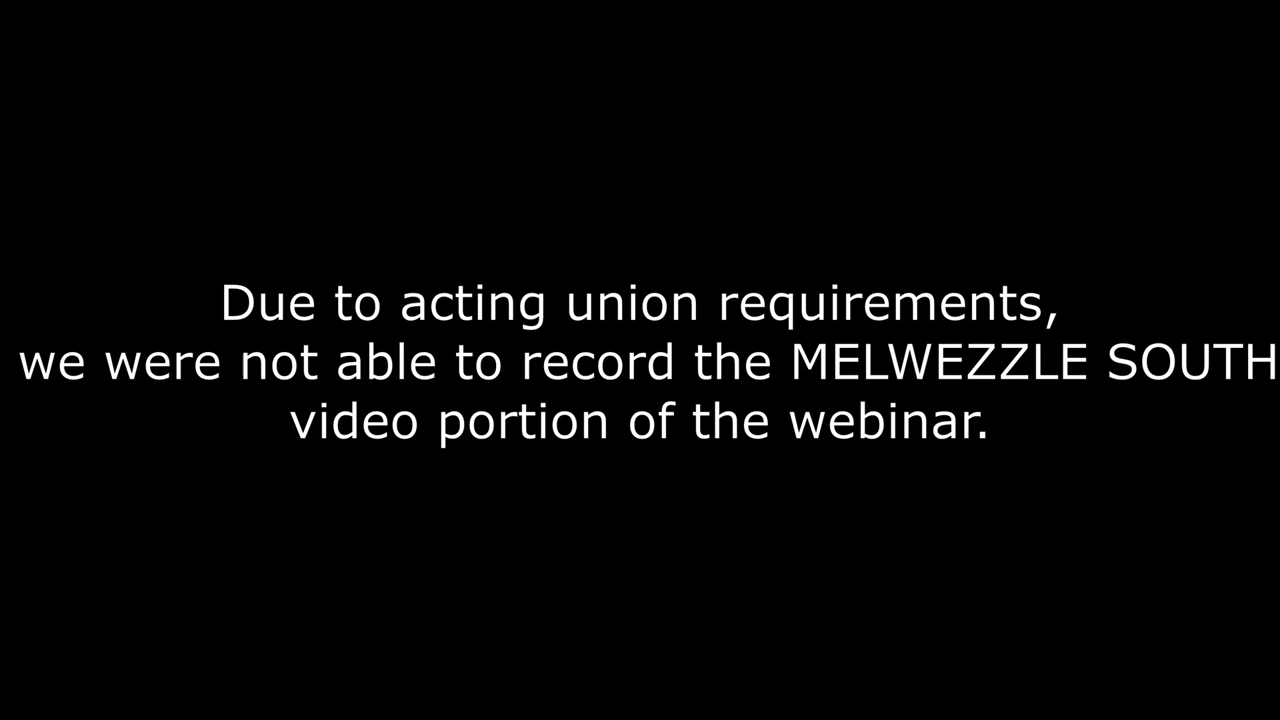 Due to acting union requirements,
we were not able to record the MELWEZZLE SOUTH
video portion of the webinar.